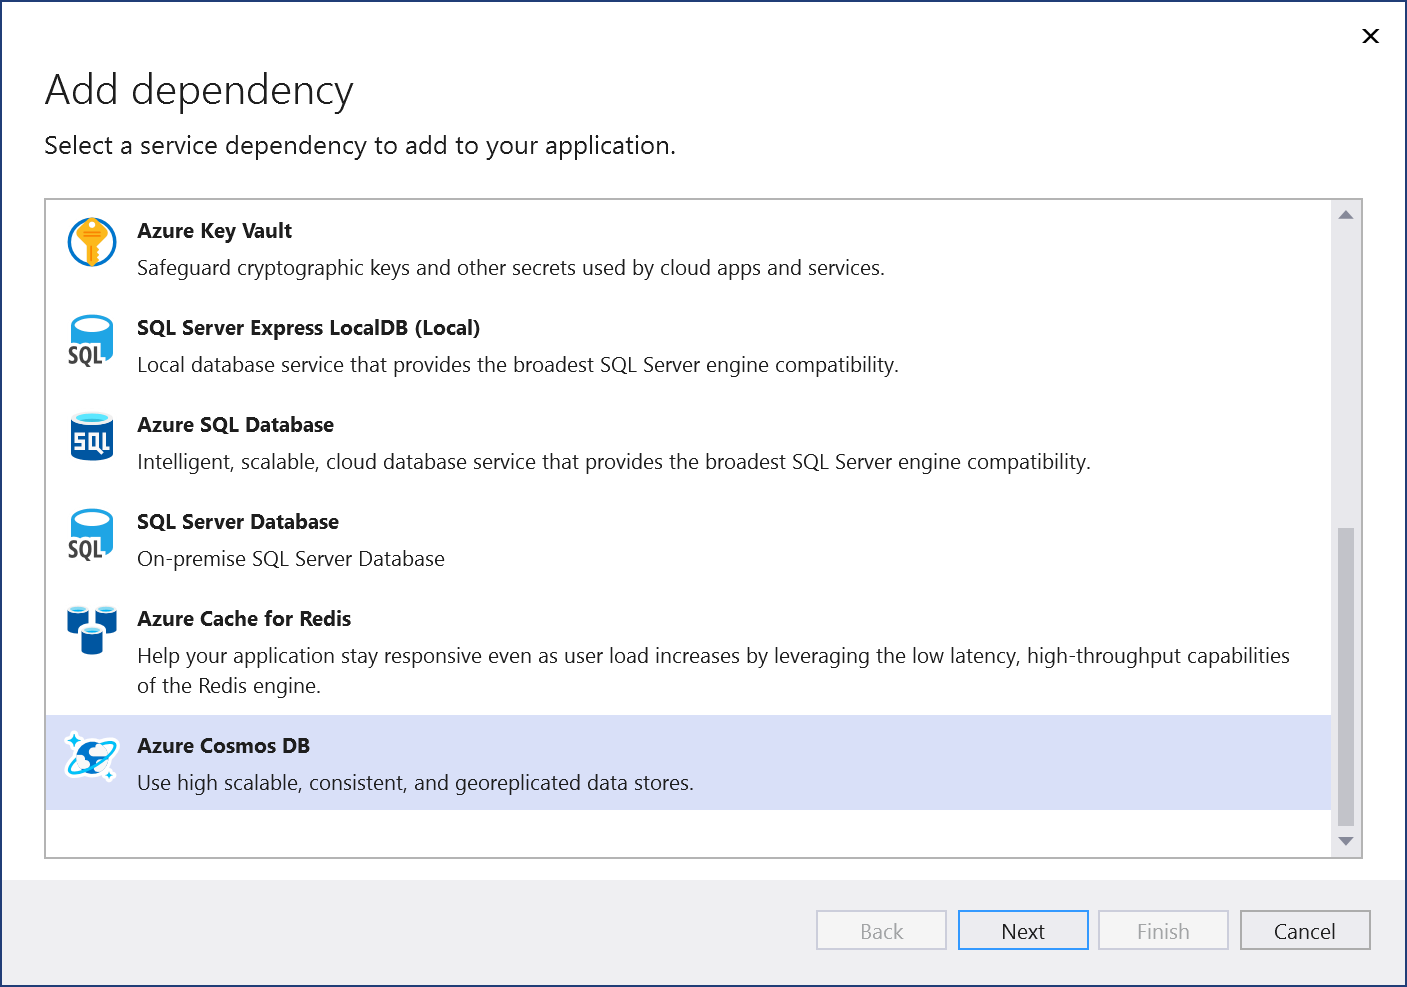 Add dependency
Select a service dependency to add to your application.
Azure Key Vault
Safeguard cryptographic keys and other secrets used by cloud apps and services.
SQL
SQL Server Express LocalDB (Local)
Local database service that provides the broadest SQL Server engine compatibility.
SQL
Azure SQL Database
Intelligent, scalable, cloud database service that provides the broadest SQL Server engine compatibility.
SQL
SQL Server Database
On-premise SQL Server Database
Azure Cache for Redis
Help your application stay responsive even as user load increases by leveraging the low latency, high-throughput capabilities
of the Redis engine.
Azure Cosmos DB
Use high scalable, consistent, and georeplicated data stores.
Back
Next
Finish
Cancel